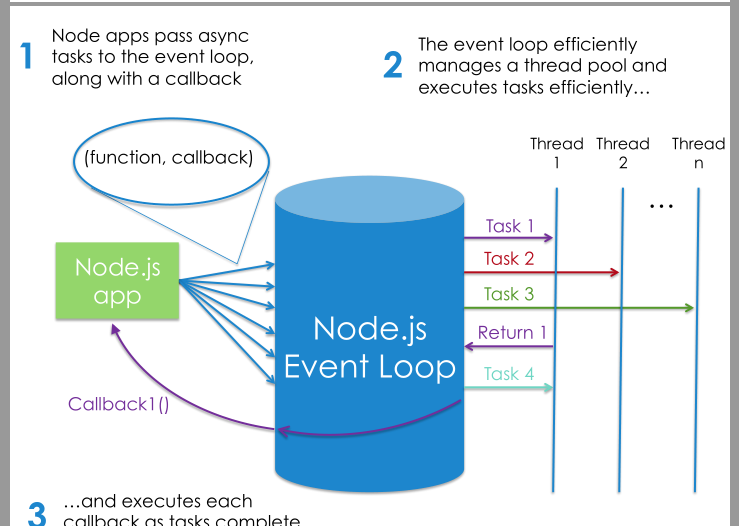 1
Node apps pass async
tasks to the event loop,
along with a callback
2
The event loop efficiently
manages a thread pool and
executes tasks efficiently…
(function, callback)
Thread
1
Thread
2
…
Thread
n
Node.js
app
Task 1
Task 2
Task 3
Return 1
Task 4
Node.js
Event Loop
Callback1()
3
…and executes each
callback as tasks complete